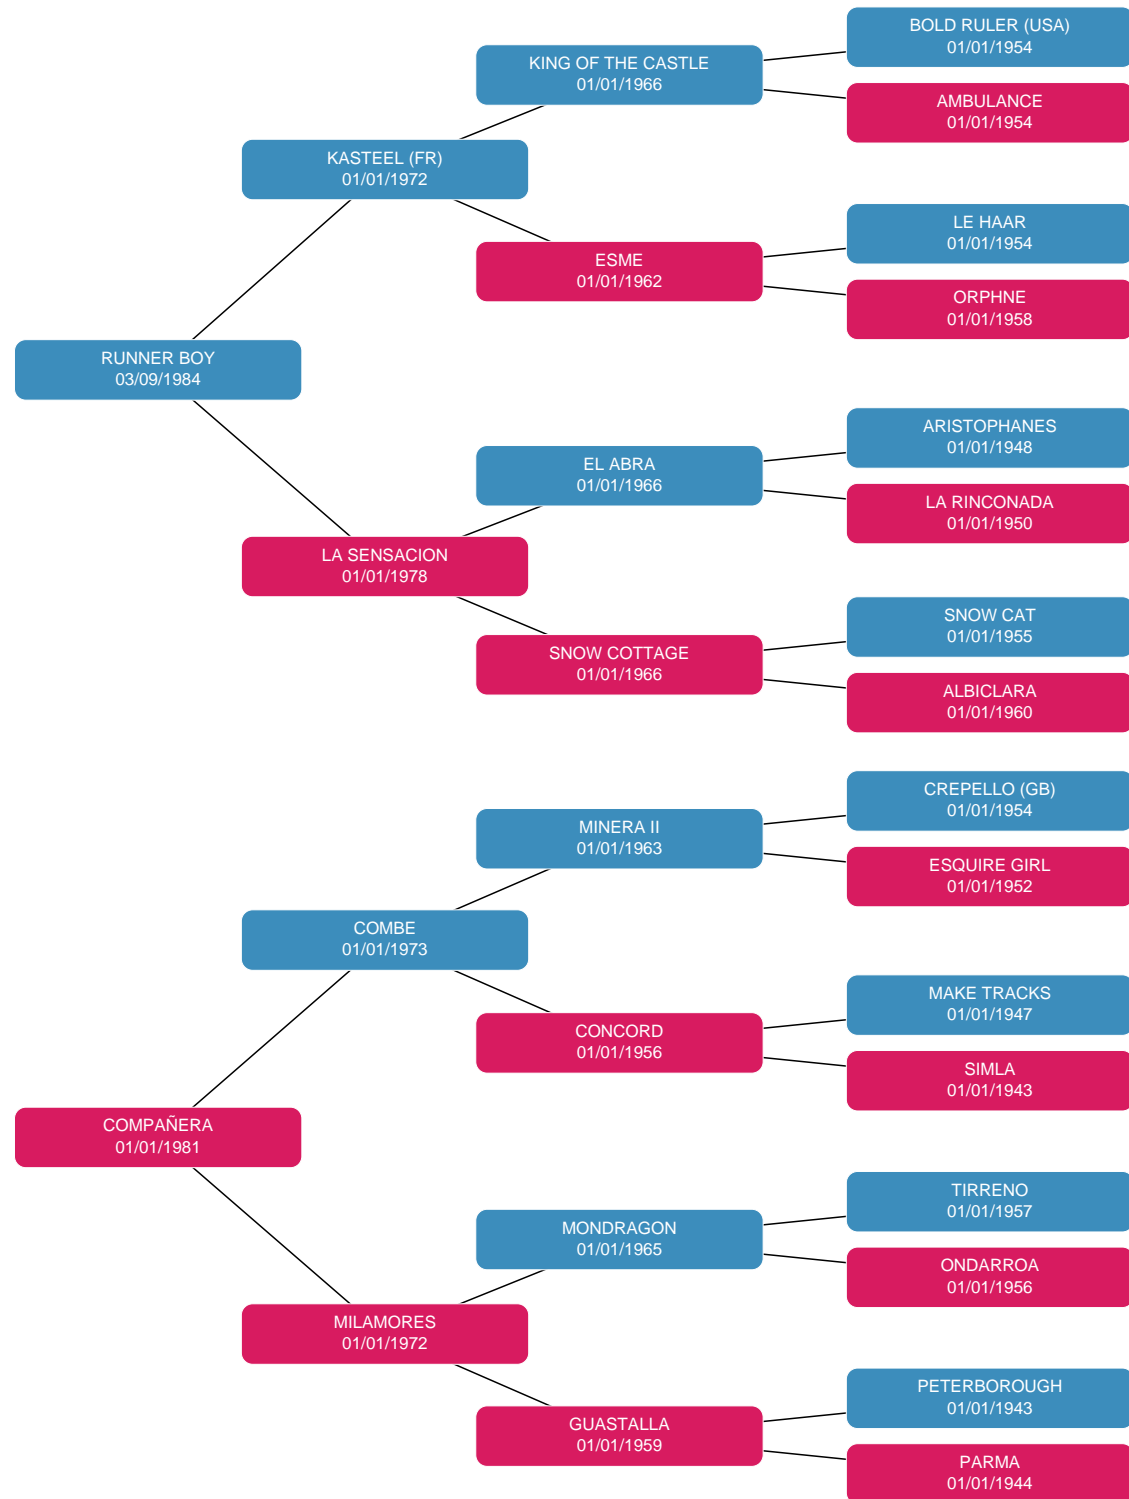 BOLD RULER (USA)
01/01/1954
KING OF THE CASTLE
01/01/1966
AMBULANCE
01/01/1954
KASTEEL (FR)
01/01/1972
LE HAAR
01/01/1954
ESME
01/01/1962
ORPHNE
01/01/1958
RUNNER BOY
03/09/1984
ARISTOPHANES
01/01/1948
EL ABRA
01/01/1966
LA RINCONADA
01/01/1950
LA SENSACION
01/01/1978
SNOW CAT
01/01/1955
SNOW COTTAGE
01/01/1966
ALBICLARA
01/01/1960
CREPELLO (GB)
01/01/1954
MINERA II
01/01/1963
ESQUIRE GIRL
01/01/1952
COMBE
01/01/1973
MAKE TRACKS
01/01/1947
CONCORD
01/01/1956
SIMLA
01/01/1943
COMPAÑERA
01/01/1981
TIRRENO
01/01/1957
MONDRAGON
01/01/1965
ONDARROA
01/01/1956
MILAMORES
01/01/1972
PETERBOROUGH
01/01/1943
GUASTALLA
01/01/1959
PARMA
01/01/1944